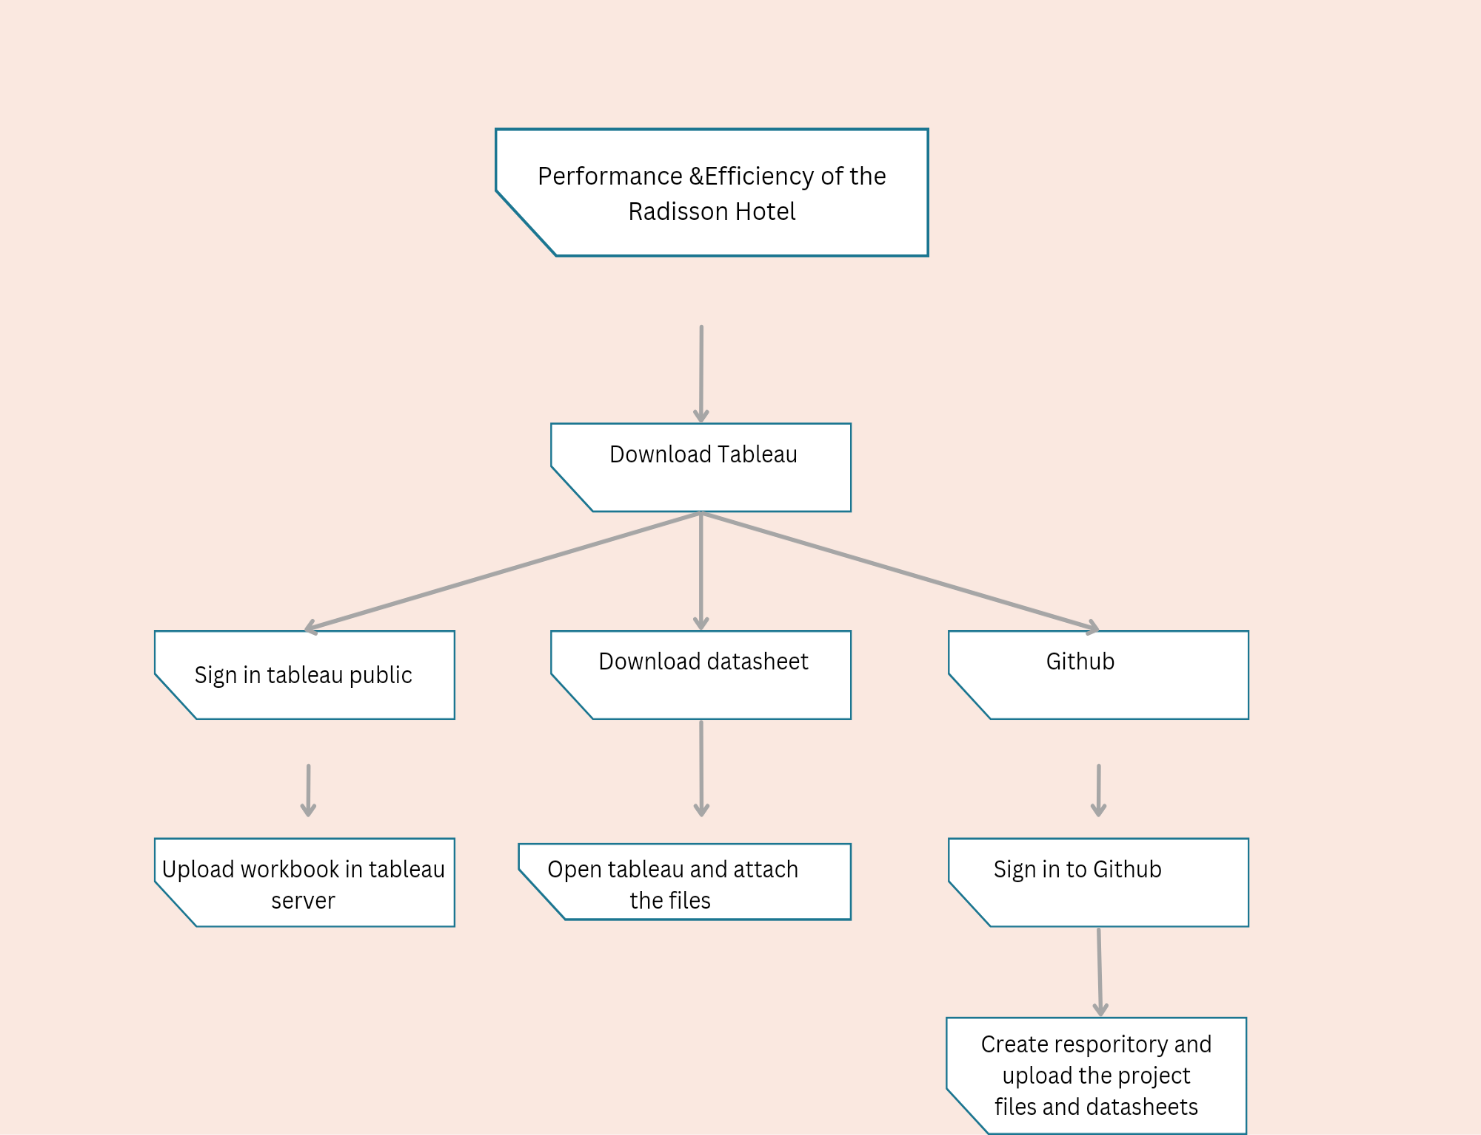 Performance &Efficiency of the
Radisson Hotel
Download Tableau
Sign in tableau public
Download datasheet
Github
Upload workbook in tableau
server
Open tableau and attach
the files
Sign in to Github
Create resporitory and
upload the project
files and datasheets